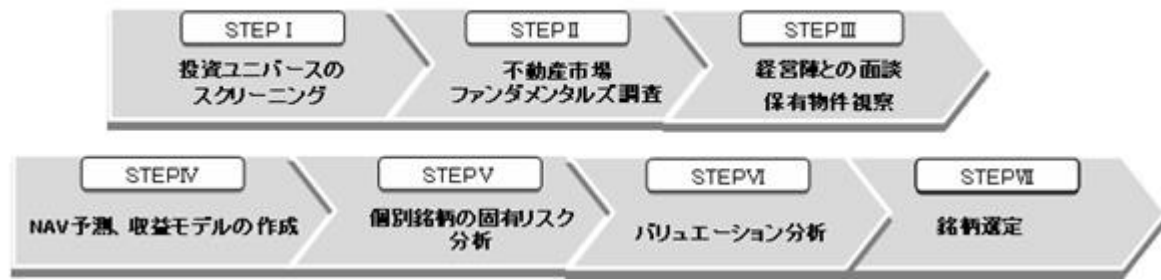 STEPⅠ
投資ユニバースの
スクリーニング
STEPⅡ
不動産市場
ファンダメンタルズ調査
STEPⅢ
経営陣との面談
保有物件視察
STEPⅣ
NAV予測、収益モデルの作成
STEPⅤ
個別銘柄の固有リスク
分析
STEPⅥ
バリュエーション分析
STEPⅦ
銘柄選定